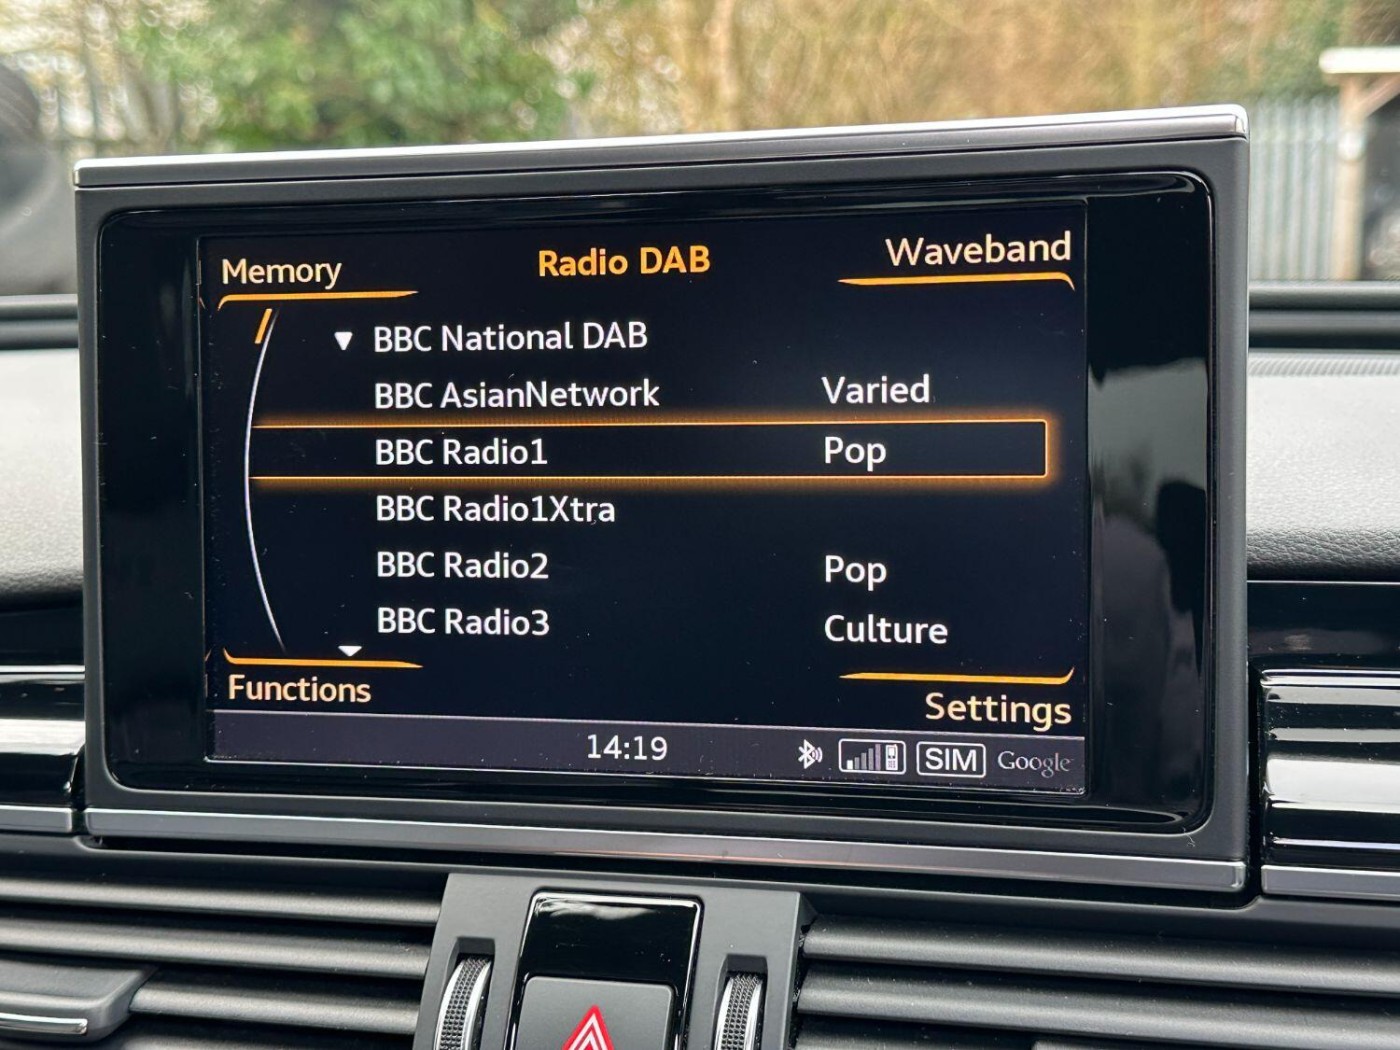 Memory
Radio DAB
Waveband
BBC National DAB
BBC AsianNetwork Varied
BBC Radio1 Pop
BBC Radio1Xtra
BBC Radio2 Pop
BBC Radio3 Culture
Functions
Settings
14:19
SIM
Google